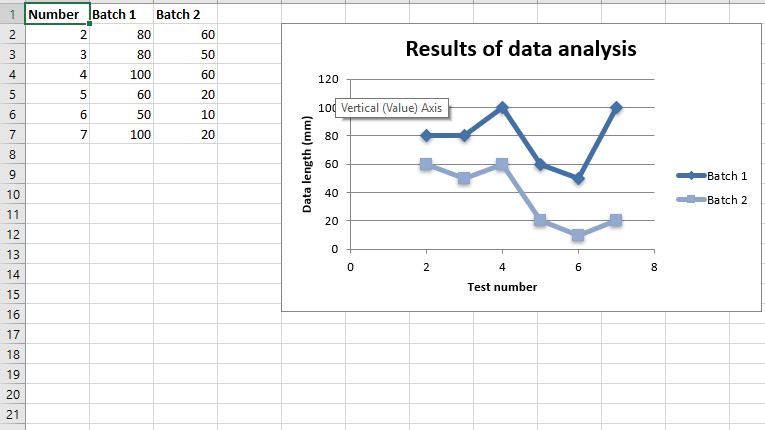 1 Number Batch 1 Batch 2
2 2 80 60
3 3 80 50
4 4 100 60
5 5 60 20
6 6 50 10
7 7 100 20
8
9
10
11
12
13
14
15
16
17
18
19
20
21
Results of data analysis
120
100
80
60
40
20
0
Vertical (Value) Axis
Data length (mm)
0 2 4 6 8
Test number
Batch 1
Batch 2